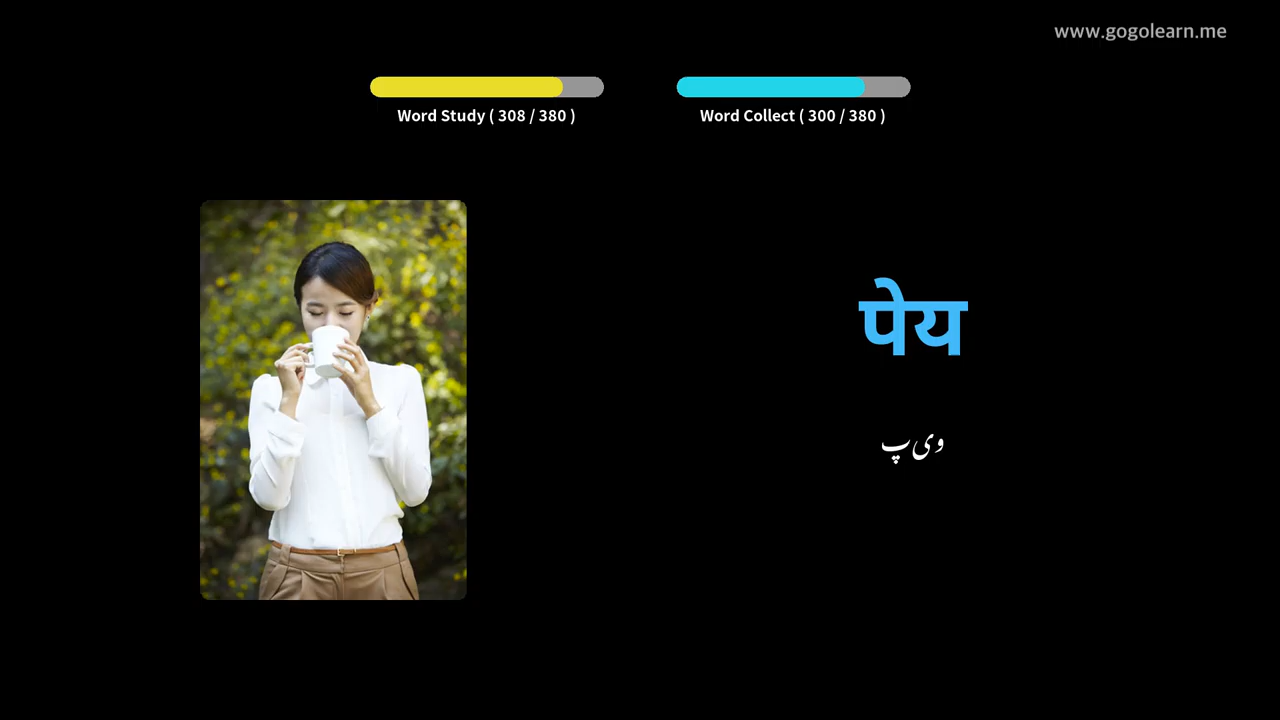 www.gogolearn.me
Word Study ( 308 / 380 )
Word Collect ( 300 / 380 )
पेय
وی پ